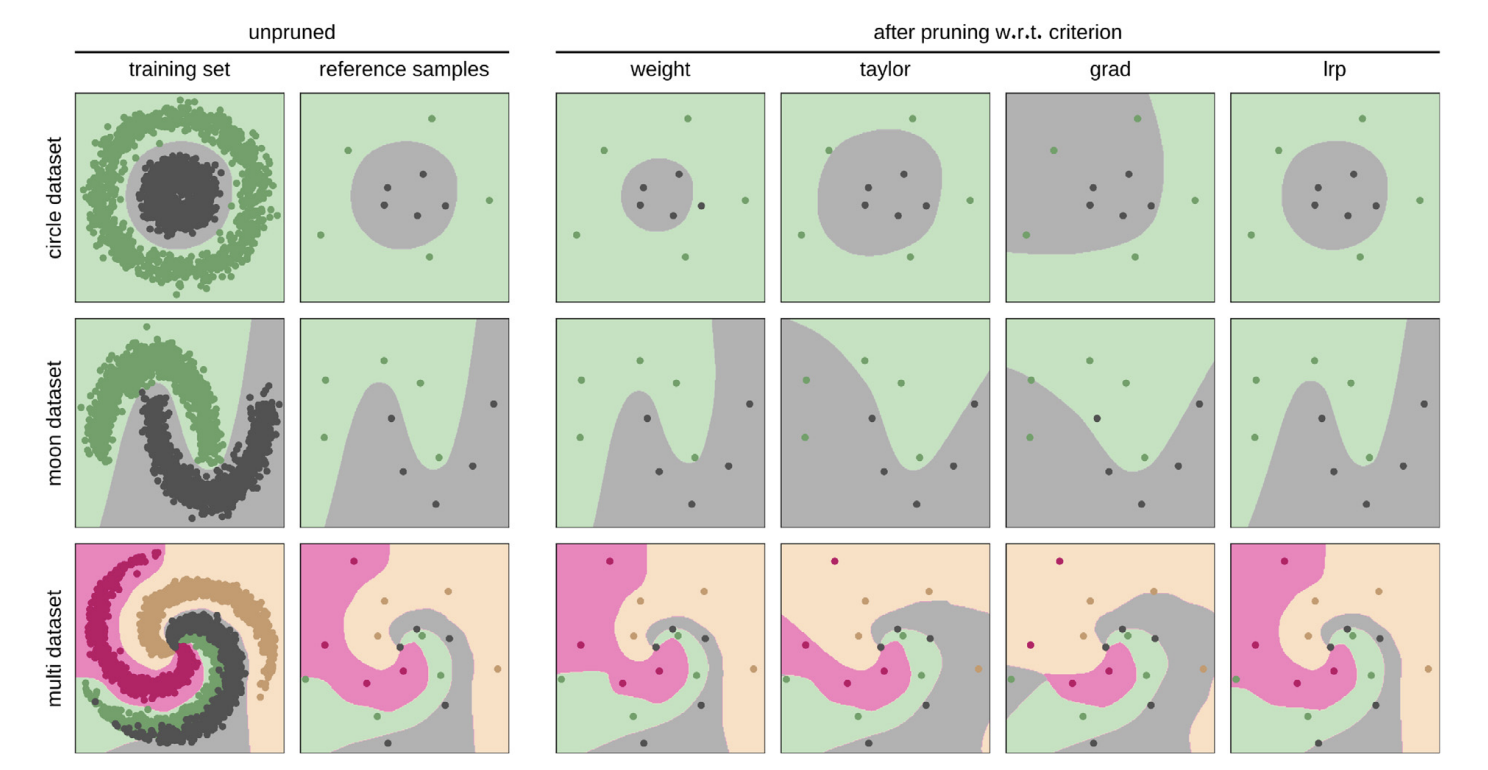 unpruned
after pruning w.r.t. criterion
training set
reference samples
weight
taylor
grad
lrp
circle dataset
moon dataset
multi dataset